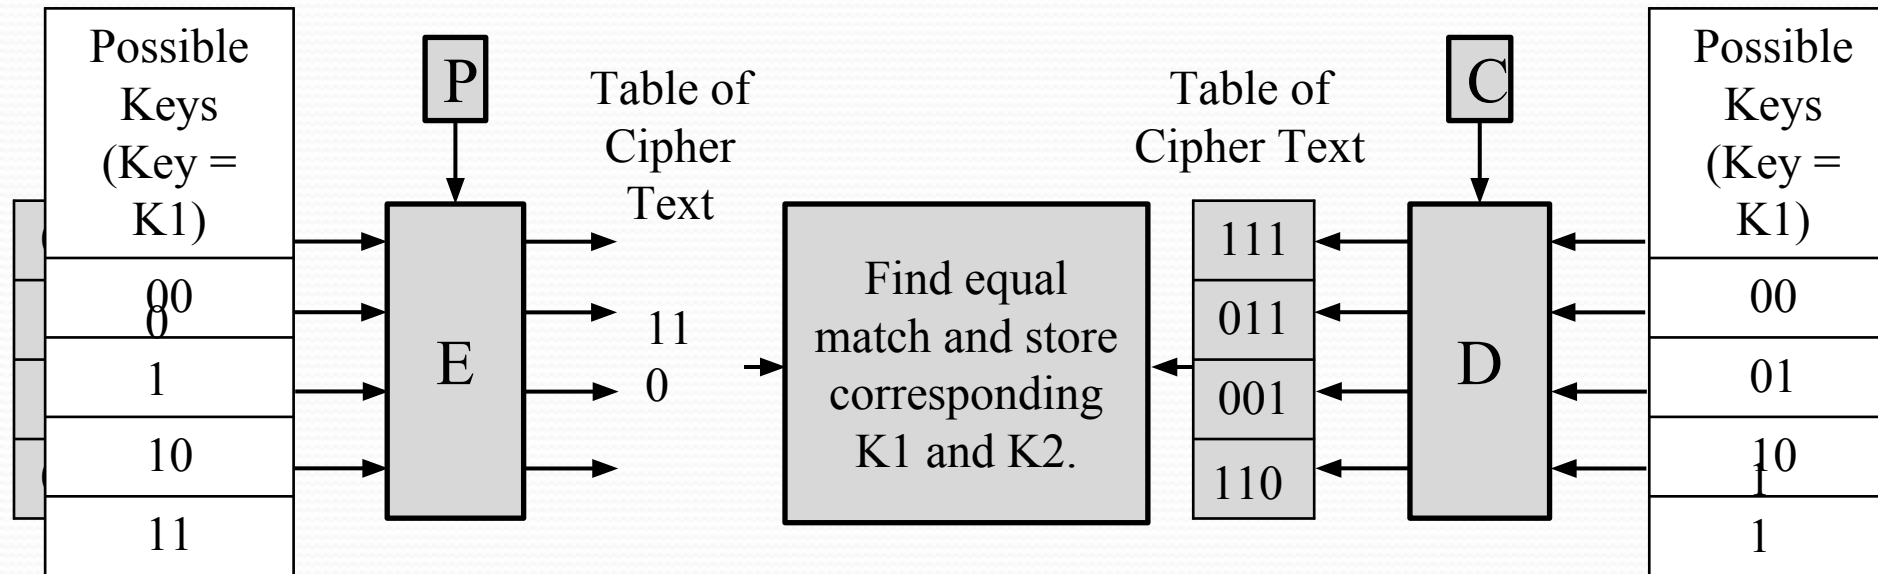 Possible
Keys
(Key =
K1)
00
0
1
10
11
P
E
Table of
Cipher
Text
11
0
Find equal
match and store
corresponding
K1 and K2.
Table of
Cipher Text
111
011
001
110
C
D
Possible
Keys
(Key =
K1)
00
01
10
1
1